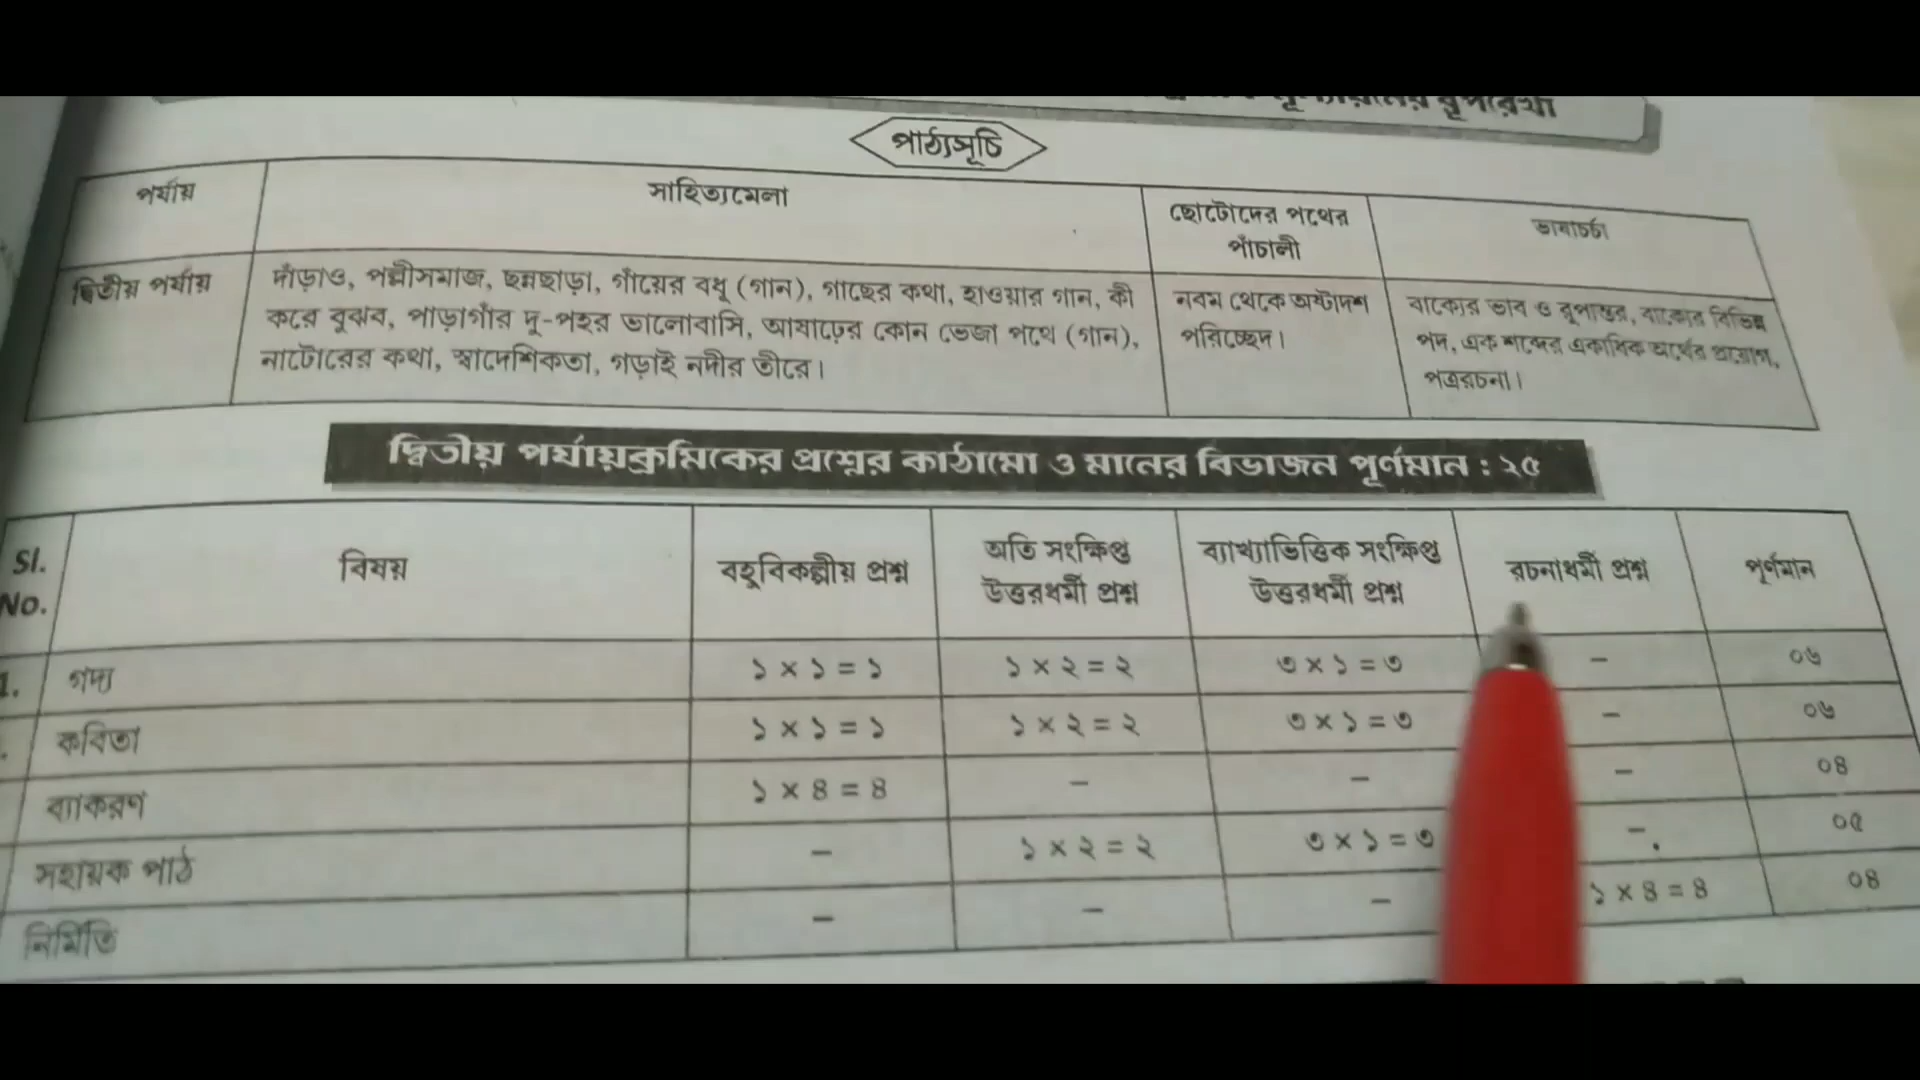 রূপরেখা
পাঠ্যসূচি
পর্যায় সাহিত্যমেলা ছোটোদের পথের পাঁচালী ভাষাচর্চা
দ্বিতীয় পর্যায় দাঁড়াও, পল্লীসমাজ, ছন্নছাড়া, গাঁয়ের বধূ (গান), গাছের কথা, হাওয়ার গান, কী
করে বুঝব, পাড়াগাঁর দু-পহর ভালোবাসি, আষাঢ়ের কোন ভেজা পথে (গান),
নাটোরের কথা, স্বাদেশিকতা, গড়াই নদীর তীরে।
নবম থেকে অষ্টাদশ
পরিচ্ছেদ।
বাক্যের ভাব ও রূপান্তর, বাক্যের বিভিন্ন
পদ, এক শব্দের একাধিক অর্থের প্রয়োগ,
পত্ররচনা।
দ্বিতীয় পর্যায়ক্রমিকের প্রশ্নের কাঠামো ও মানের বিভাজন পূর্ণমান : ২৫
Sl. No. বিষয় বহুবিকল্পীয় প্রশ্ন অতি সংক্ষিপ্ত উত্তরধর্মী প্রশ্ন ব্যাখ্যাভিত্তিক সংক্ষিপ্ত উত্তরধর্মী প্রশ্ন রচনাধর্মী প্রশ্ন পূর্ণমান
1. গদ্য ১ × ১ = ১ ১ × ২ = ২ ৩ × ১ = ৩ – ০৬
. কবিতা ১ × ১ = ১ ১ × ২ = ২ ৩ × ১ = ৩ – ০৬
ব্যাকরণ ১ × ৪ = ৪ – – – ০৪
সহায়ক পাঠ – ১ × ২ = ২ ৩ × ১ = ৩ – ০৫
নির্মিতি – – – ১ × ৪ = ৪ ০৪